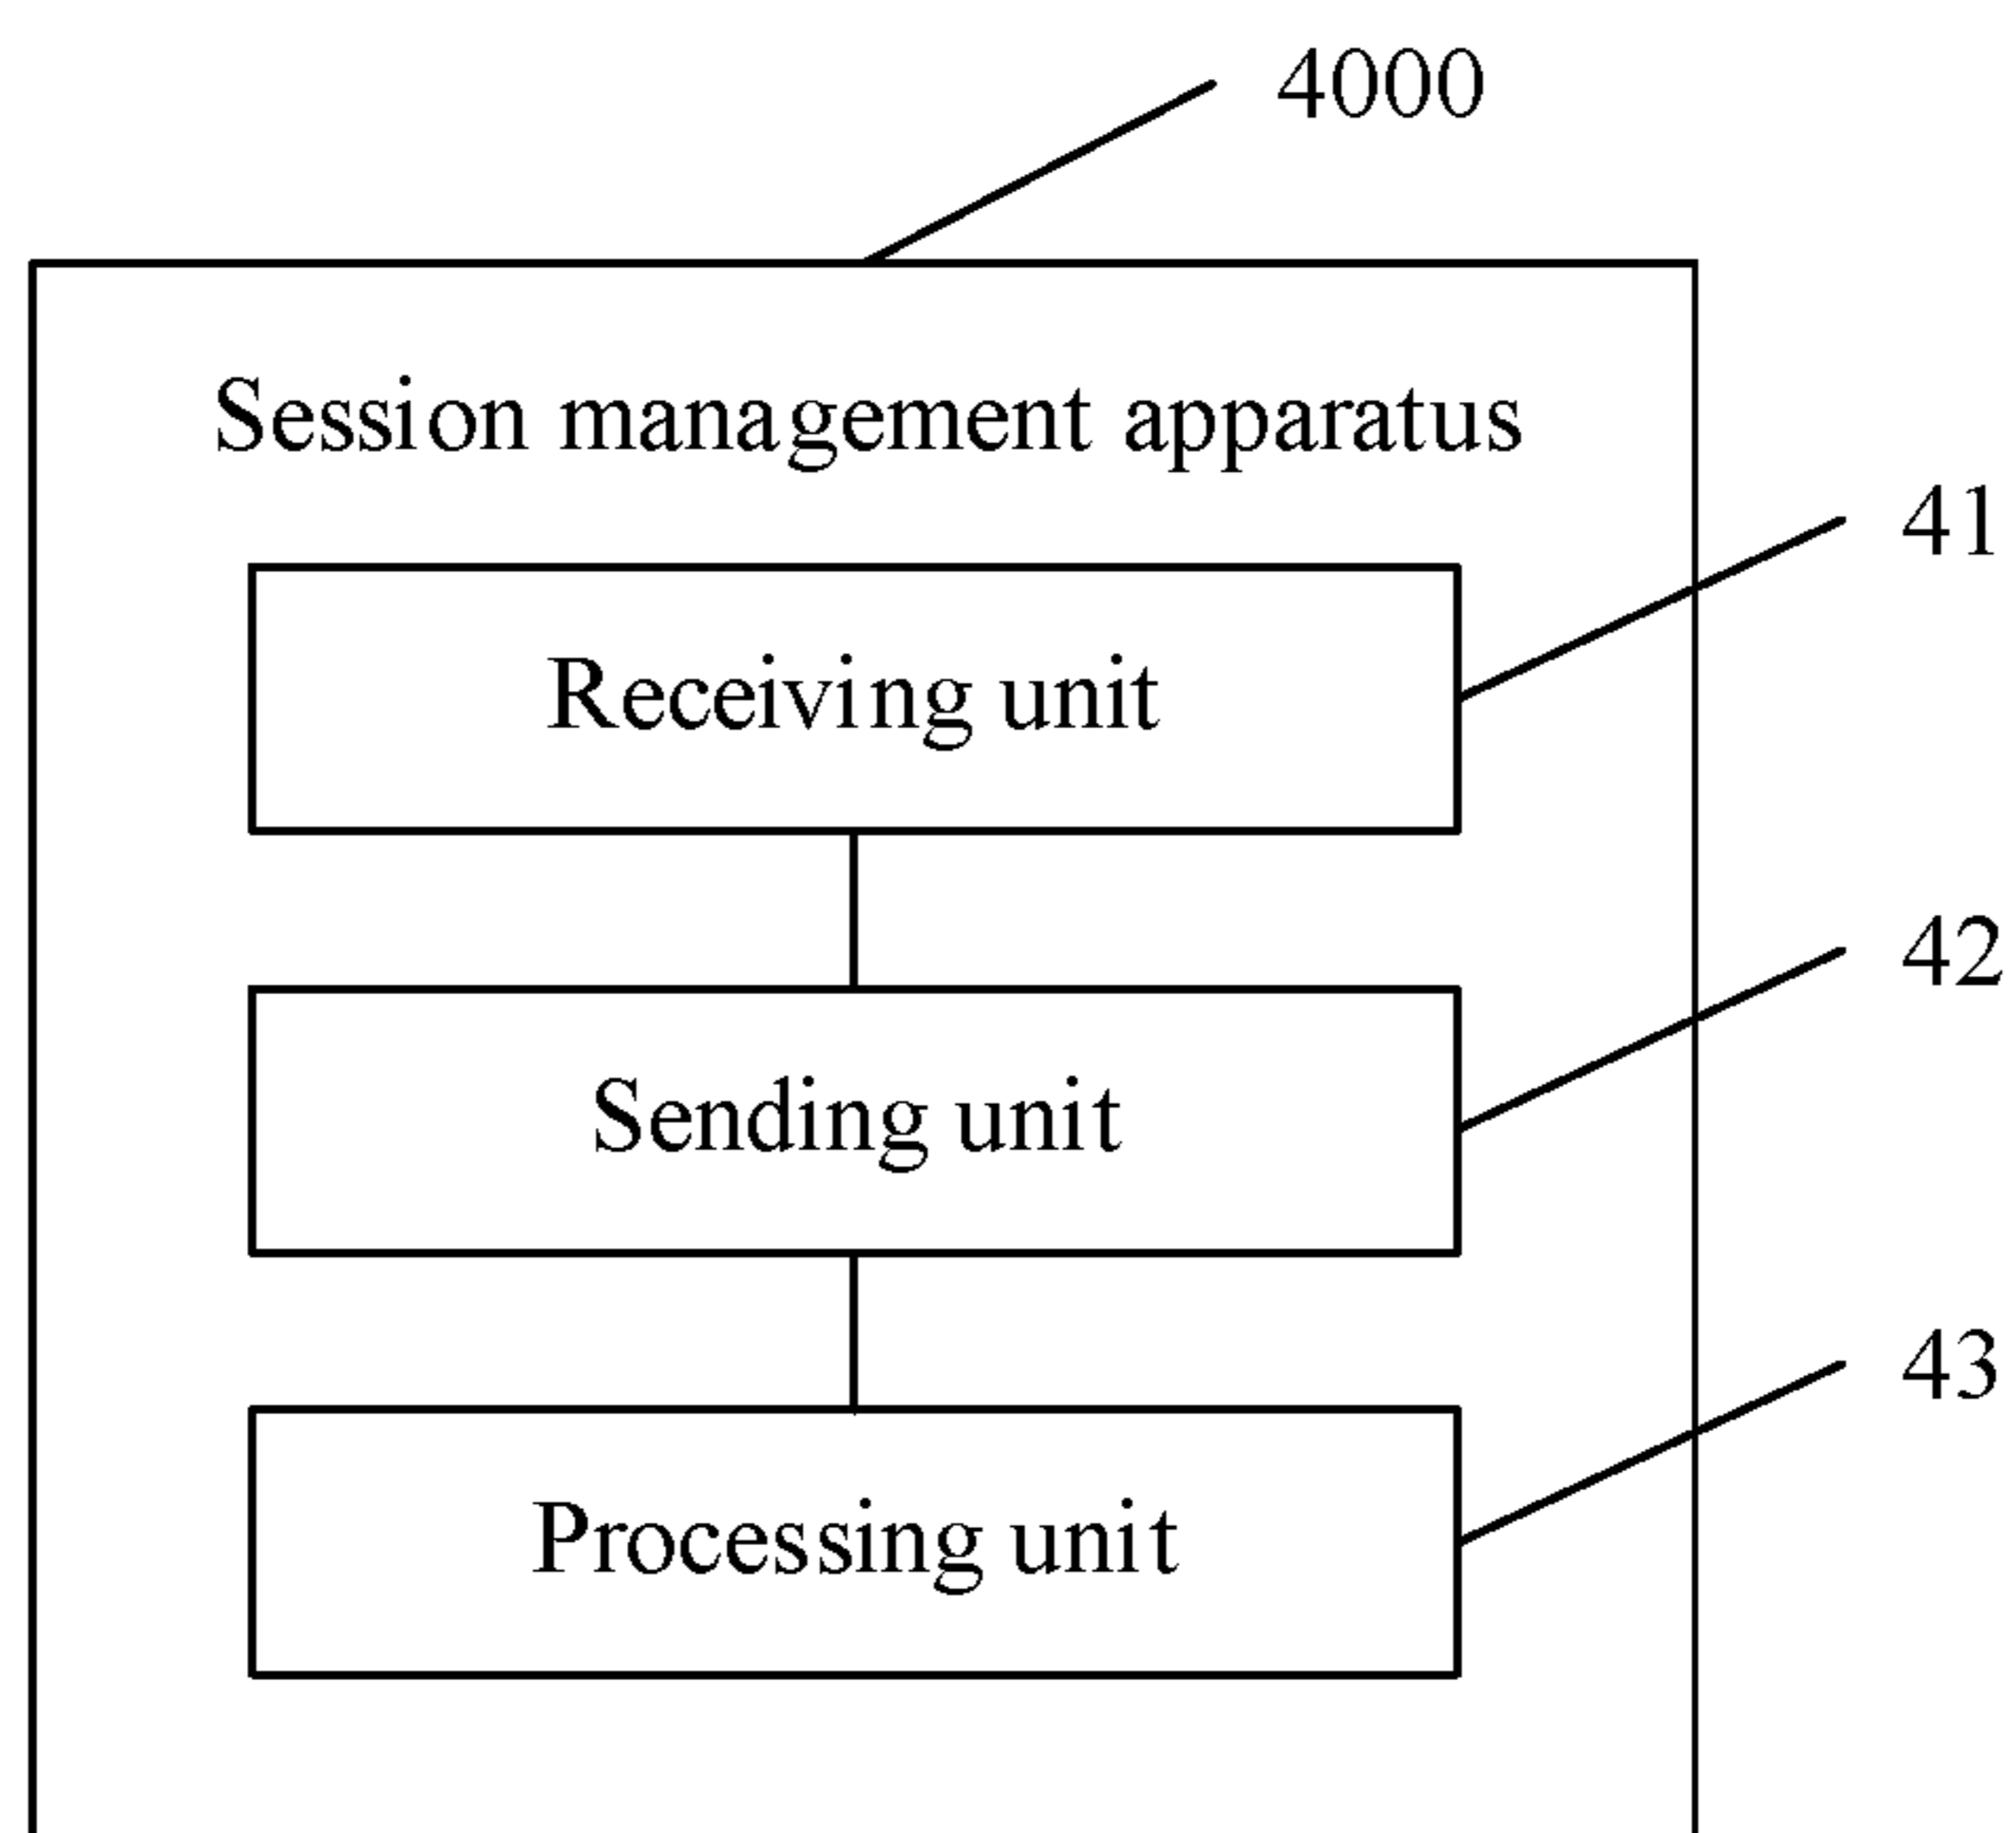 4000
Session management apparatus
41
Receiving unit
42
Sending unit
43
Processing unit